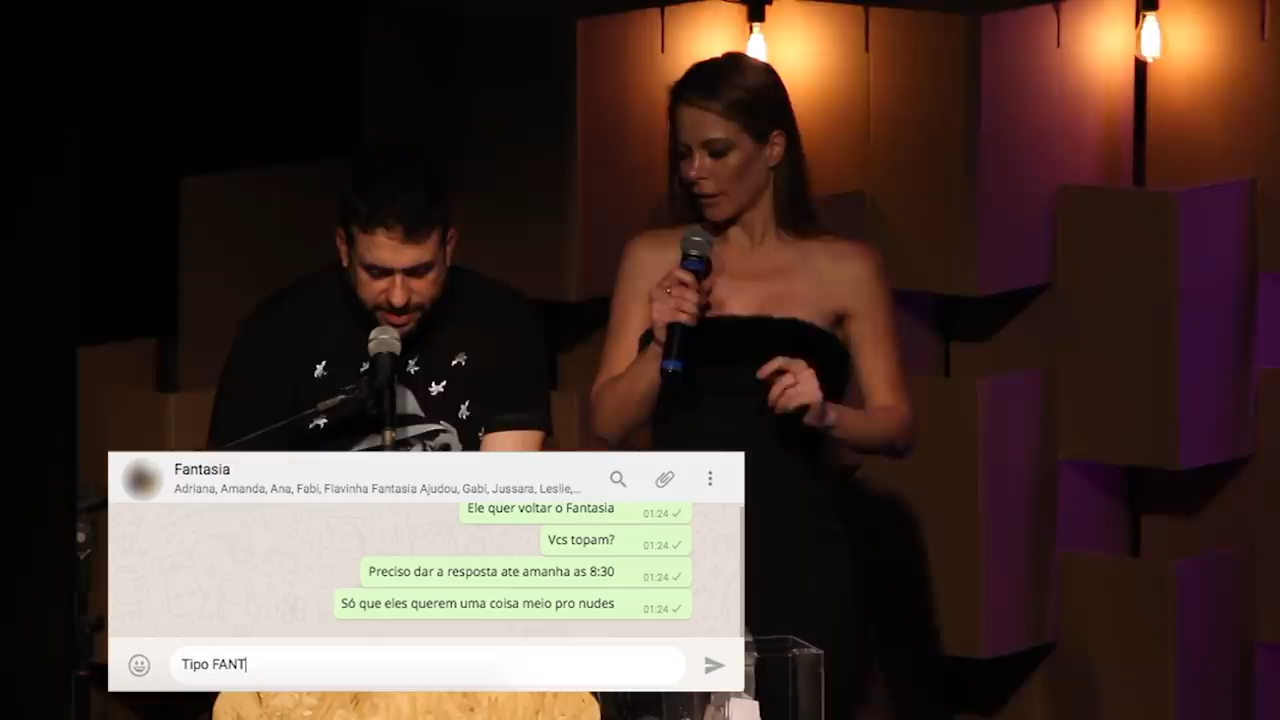 Fantasia
Adriana, Amanda, Ana, Fabi, Flavinha Fantasia Ajudou, Gabi, Jussara, Leslie,...
Ele quer voltar o Fantasia 01:24
Vcs topam? 01:24
Preciso dar a resposta ate amanha as 8:30 01:24
Só que eles querem uma coisa meio pro nudes 01:24
Tipo FANT